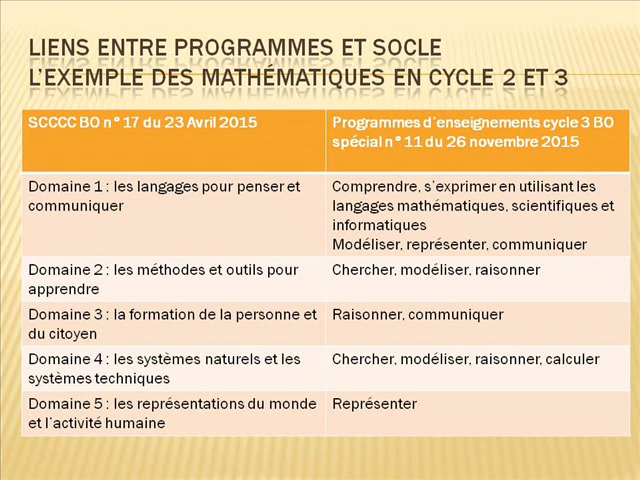 LIENS ENTRE PROGRAMMES ET SOCLE
L'EXEMPLE DES MATHÉMATIQUES EN CYCLE 2 ET 3
SCCCC BO n°17 du 23 Avril 2015
Programmes d'enseignements cycle 3 BO
spécial n°11 du 26 novembre 2015
Domaine 1 : les langages pour penser et
communiquer
Comprendre, s'exprimer en utilisant les
langages mathématiques, scientifiques et
informatiques
Modéliser, représenter, communiquer
Domaine 2 : les méthodes et outils pour
apprendre
Chercher, modéliser, raisonner
Domaine 3 : la formation de la personne et
du citoyen
Raisonner, communiquer
Domaine 4 : les systèmes naturels et les
systèmes techniques
Chercher, modéliser, raisonner, calculer
Domaine 5 : les représentations du monde
et l'activité humaine
Représenter